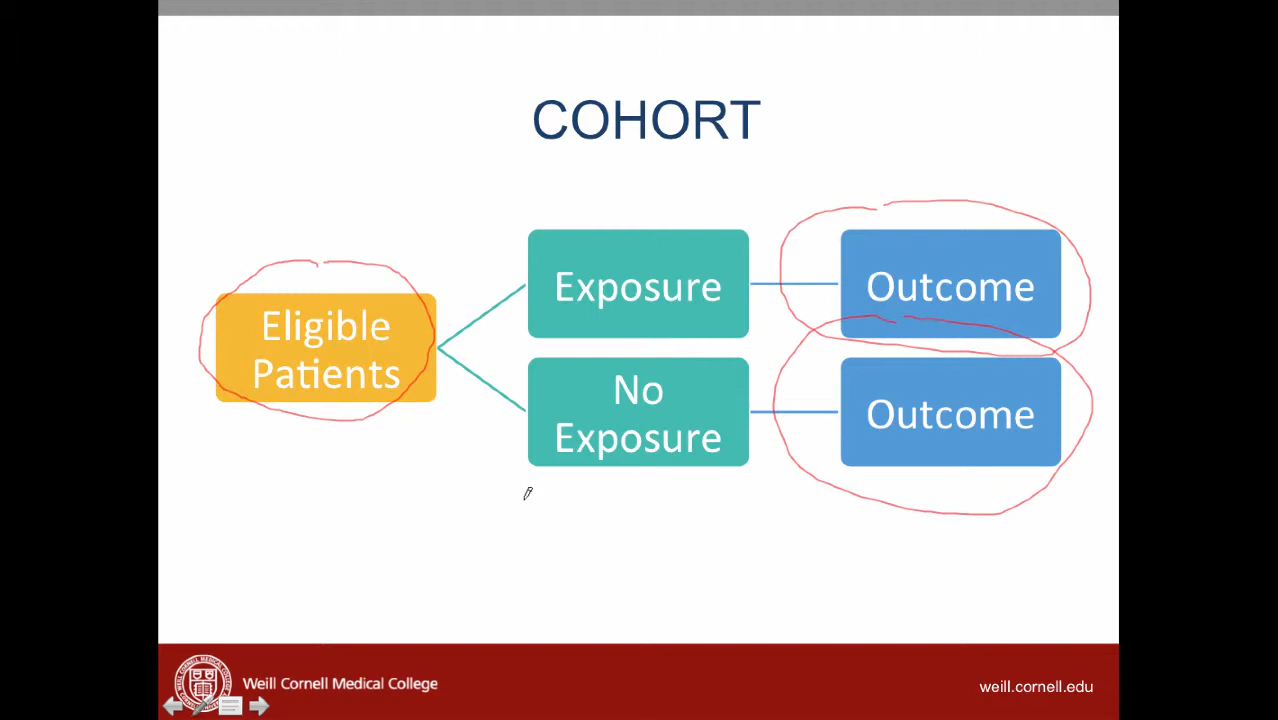 COHORT
Eligible
Patients
Exposure
Outcome
No
Exposure
Outcome
Weill Cornell Medical College
weill.cornell.edu